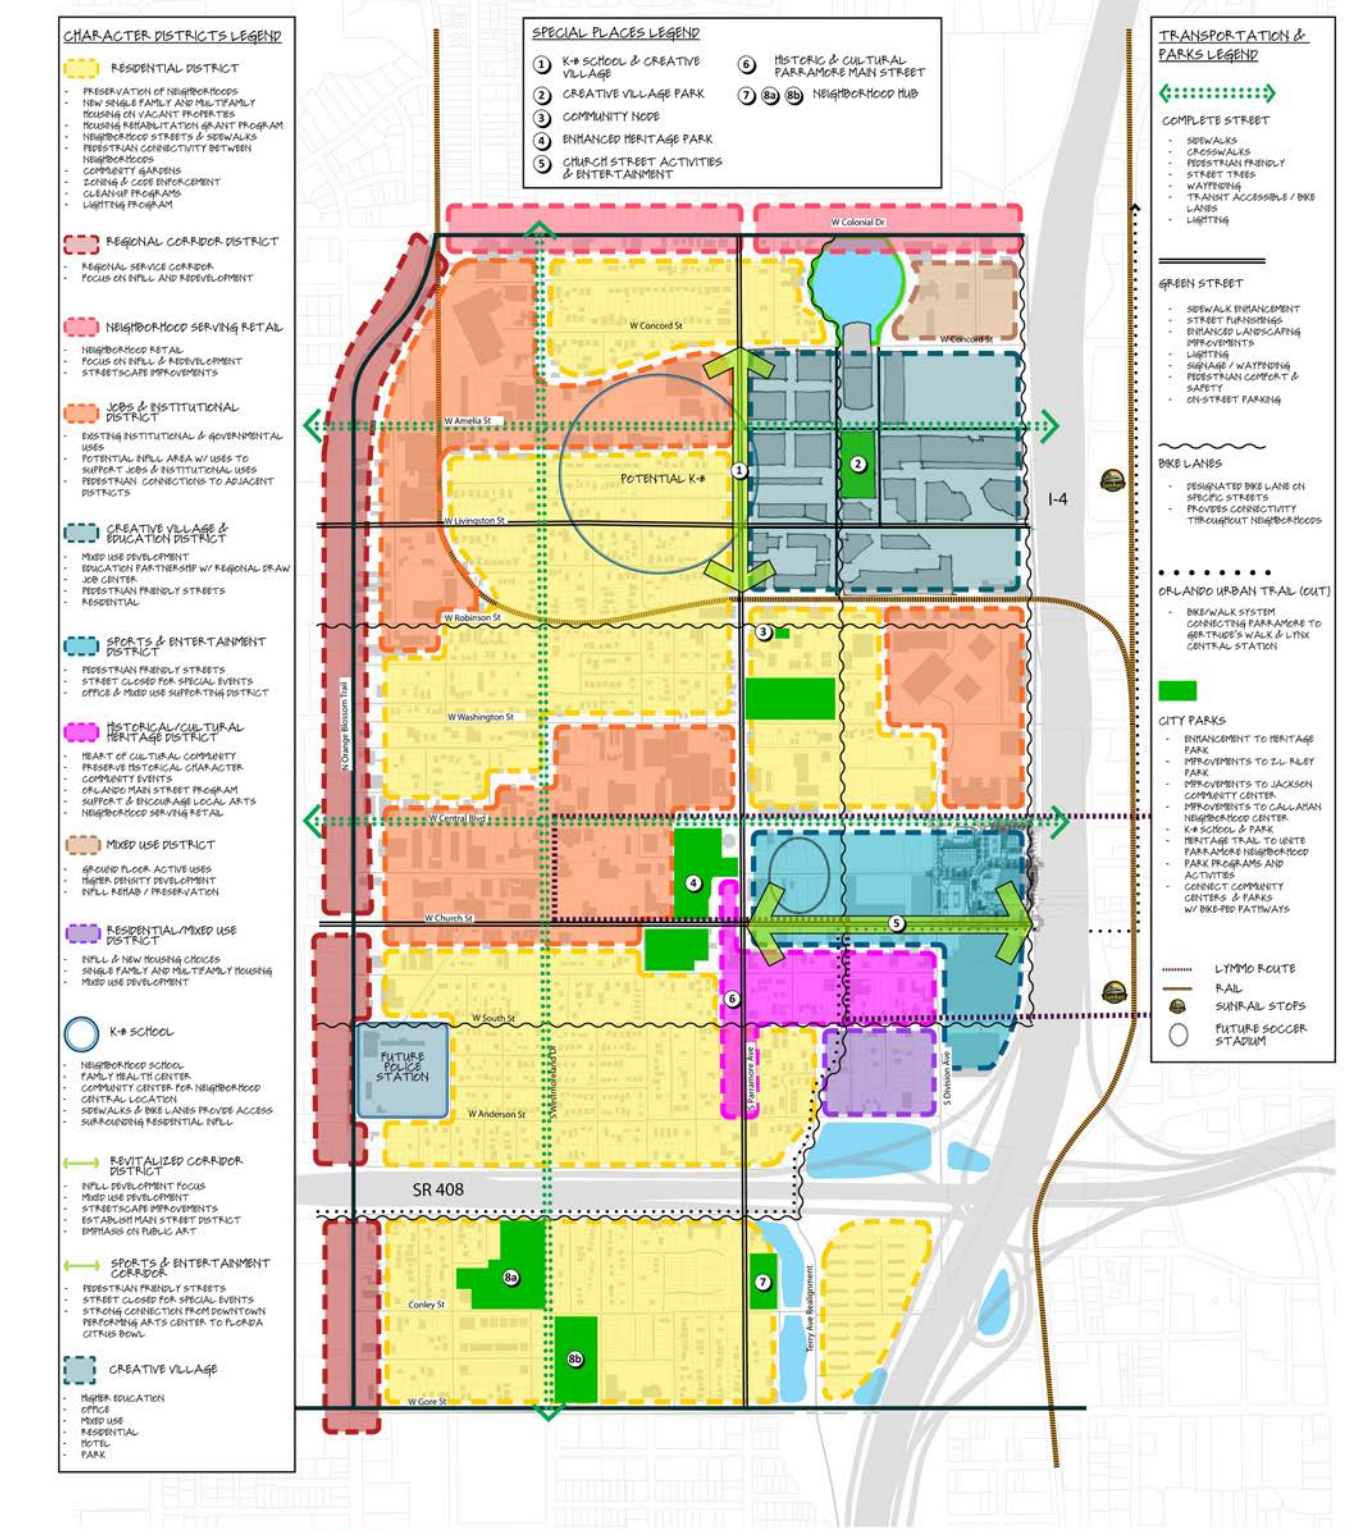 CHARACTER DISTRICTS LEGEND
RESIDENTIAL DISTRICT
- PRESERVATION OF NEIGHBORHOODS
- NEW SINGLE FAMILY AND MULTIFAMILY
HOUSING ON VACANT PROPERTIES
- HOUSING REHABILITATION GRANT PROGRAM
- NEIGHBORHOOD STREETS & SIDEWALKS
- PEDESTRIAN CONNECTIVITY BETWEEN
NEIGHBORHOODS
- COMMUNITY GARDENS
- ZONING & CODE ENFORCEMENT
- CLEAN-UP PROGRAMS
- LIGHTING PROGRAM
REGIONAL CORRIDOR DISTRICT
- REGIONAL SERVICE CORRIDOR
- FOCUS ON INFILL AND REDEVELOPMENT
NEIGHBORHOOD SERVING RETAIL
- NEIGHBORHOOD RETAIL
- FOCUS ON INFILL & REDEVELOPMENT
- STREETSCAPE IMPROVEMENTS
JOBS & INSTITUTIONAL
DISTRICT
- EXISTING INSTITUTIONAL & GOVERNMENTAL
USES
- POTENTIAL INFILL AREA W/ USES TO
SUPPORT JOBS & INSTITUTIONAL USES
- PEDESTRIAN CONNECTIONS TO ADJACENT
DISTRICTS
CREATIVE VILLAGE &
EDUCATION DISTRICT
- MIXED USE DEVELOPMENT
- EDUCATION PARTNERSHIP W/ REGIONAL DRAW
- JOB CENTER
- PEDESTRIAN FRIENDLY STREETS
- RESIDENTIAL
SPORTS & ENTERTAINMENT
DISTRICT
- PEDESTRIAN FRIENDLY STREETS
- STREET CLOSED FOR SPECIAL EVENTS
- OFFICE & MIXED USE SUPPORTING DISTRICT
HISTORICAL/CULTURAL
HERITAGE DISTRICT
- HEART OF CULTURAL COMMUNITY
- PRESERVE HISTORICAL CHARACTER
- COMMUNITY EVENTS
- ORLANDO MAIN STREET PROGRAM
- SUPPORT & ENCOURAGE LOCAL ARTS
- NEIGHBORHOOD SERVING RETAIL
MIXED USE DISTRICT
- GROUND FLOOR ACTIVE USES
- HIGHER DENSITY DEVELOPMENT
- INFILL REHAB / PRESERVATION
RESIDENTIAL/MIXED USE
DISTRICT
- INFILL & NEW HOUSING CHOICES
- SINGLE FAMILY AND MULTIFAMILY HOUSING
- MIXED USE DEVELOPMENT
K-8 SCHOOL
- NEIGHBORHOOD SCHOOL
- FAMILY HEALTH CENTER
- COMMUNITY CENTER FOR NEIGHBORHOOD
- CENTRAL LOCATION
- SIDEWALKS & BIKE LANES PROVIDE ACCESS
- SURROUNDING RESIDENTIAL INFILL
REVITALIZED CORRIDOR
DISTRICT
- INFILL DEVELOPMENT FOCUS
- MIXED USE DEVELOPMENT
- STREETSCAPE IMPROVEMENTS
- ESTABLISH MAIN STREET DISTRICT
- EMPHASIS ON PUBLIC ART
SPORTS & ENTERTAINMENT
CORRIDOR
- PEDESTRIAN FRIENDLY STREETS
- STREET CLOSED FOR SPECIAL EVENTS
- STRONG CONNECTION FROM DOWNTOWN
PERFORMING ARTS CENTER TO FLORIDA
CITRUS BOWL
CREATIVE VILLAGE
- HIGHER EDUCATION
- OFFICE
- MIXED USE
- RESIDENTIAL
- HOTEL
- PARK
SPECIAL PLACES LEGEND
1 K-8 SCHOOL & CREATIVE
VILLAGE
2 CREATIVE VILLAGE PARK
3 COMMUNITY NODE
4 ENHANCED HERITAGE PARK
5 CHURCH STREET ACTIVITIES
& ENTERTAINMENT
6 HISTORIC & CULTURAL
PARRAMORE MAIN STREET
7 8a 8b NEIGHBORHOOD HUB
W Colonial Dr
W Concord St
W Concord St
W Amelia St
POTENTIAL K-8
1
2
I-4
W Livingston St
W Robinson St
3
N Orange Blossom Trail
W Washington St
W Central Blvd
4
W Church St
5
6
W South St
FUTURE
POLICE
STATION
S Westmoreland Dr
S Parramore Ave
S Division Ave
W Anderson St
SR 408
8a
7
Conley St
Terry Ave Realignment
8b
W Gore St
TRANSPORTATION &
PARKS LEGEND
COMPLETE STREET
- SIDEWALKS
- CROSSWALKS
- PEDESTRIAN FRIENDLY
- STREET TREES
- WAYFINDING
- TRANSIT ACCESSIBLE / BIKE
LANES
- LIGHTING
GREEN STREET
- SIDEWALK ENHANCEMENT
- STREET FURNISHINGS
- ENHANCED LANDSCAPING
IMPROVEMENTS
- LIGHTING
- SIGNAGE / WAYFINDING
- PEDESTRIAN COMFORT &
SAFETY
- ON-STREET PARKING
BIKE LANES
- DESIGNATED BIKE LANE ON
SPECIFIC STREETS
- PROVIDES CONNECTIVITY
THROUGHOUT NEIGHBORHOODS
ORLANDO URBAN TRAIL (OUT)
- BIKE/WALK SYSTEM
CONNECTING PARRAMORE TO
GERTRUDE'S WALK & LYNX
CENTRAL STATION
CITY PARKS
- ENHANCEMENT TO HERITAGE
PARK
- IMPROVEMENTS TO Z.L. RILEY
PARK
- IMPROVEMENTS TO JACKSON
COMMUNITY CENTER
- IMPROVEMENTS TO CALLAHAN
NEIGHBORHOOD CENTER
- K-8 SCHOOL & PARK
- HERITAGE TRAIL TO UNITE
PARRAMORE NEIGHBORHOOD
- PARK PROGRAMS AND
ACTIVITIES
- CONNECT COMMUNITY
CENTERS & PARKS
W/ BIKE-PED PATHWAYS
LYMMO ROUTE
RAIL
SUNRAIL STOPS
FUTURE SOCCER
STADIUM